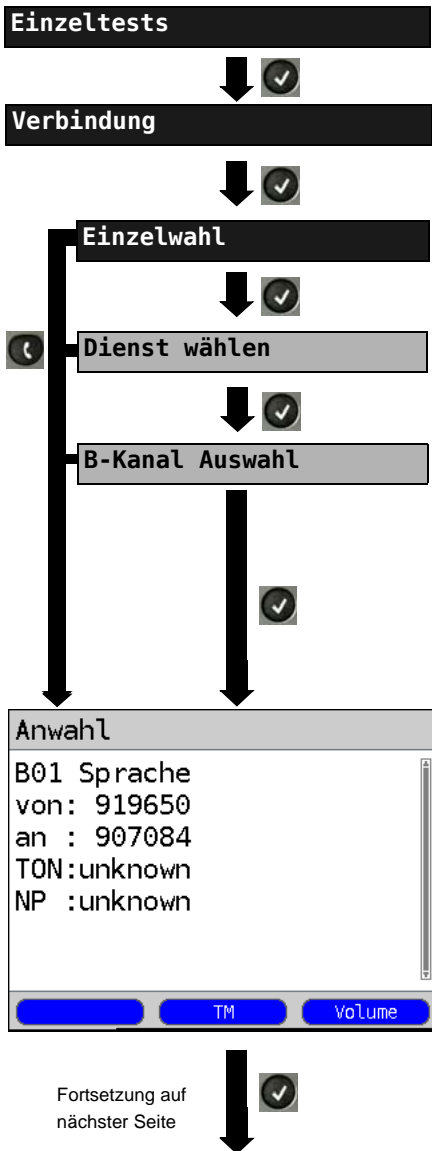 Einzeltests
Verbindung
Einzelwahl
Dienst wählen
B-Kanal Auswahl
Anwahl
B01 Sprache
von: 919650
an : 907084
TON:unknown
NP :unknown
TM Volume
Fortsetzung auf
nächster Seite